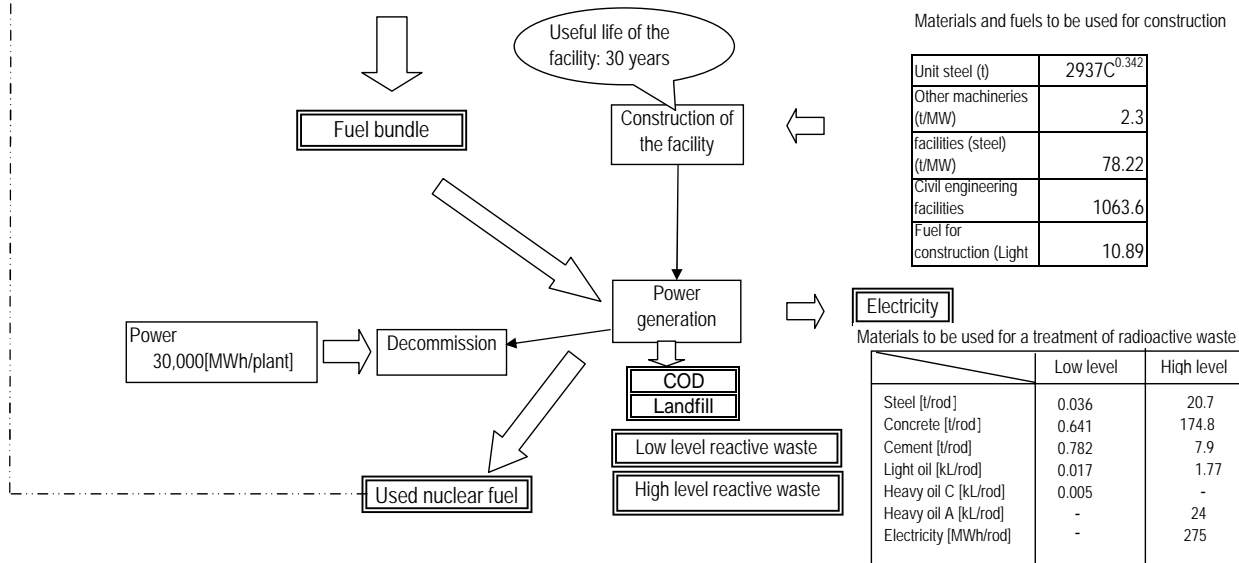 Materials and fuels to be used for construction
Useful life of the
facility: 30 years
Fuel bundle
Construction of
the facility
Unit steel (t) 2937C^0.342
Other machineries
(t/MW) 2.3
facilities (steel)
(t/MW) 78.22
Civil engineering
facilities 1063.6
Fuel for
construction (Light 10.89
Power
generation
Electricity
Power
30,000[MWh/plant]
Decommission
COD
Landfill
Low level reactive waste
High level reactive waste
Used nuclear fuel
Materials to be used for a treatment of radioactive waste
Low level High level
Steel [t/rod] 0.036 20.7
Concrete [t/rod] 0.641 174.8
Cement [t/rod] 0.782 7.9
Light oil [kL/rod] 0.017 1.77
Heavy oil C [kL/rod] 0.005 -
Heavy oil A [kL/rod] - 24
Electricity [MWh/rod] - 275